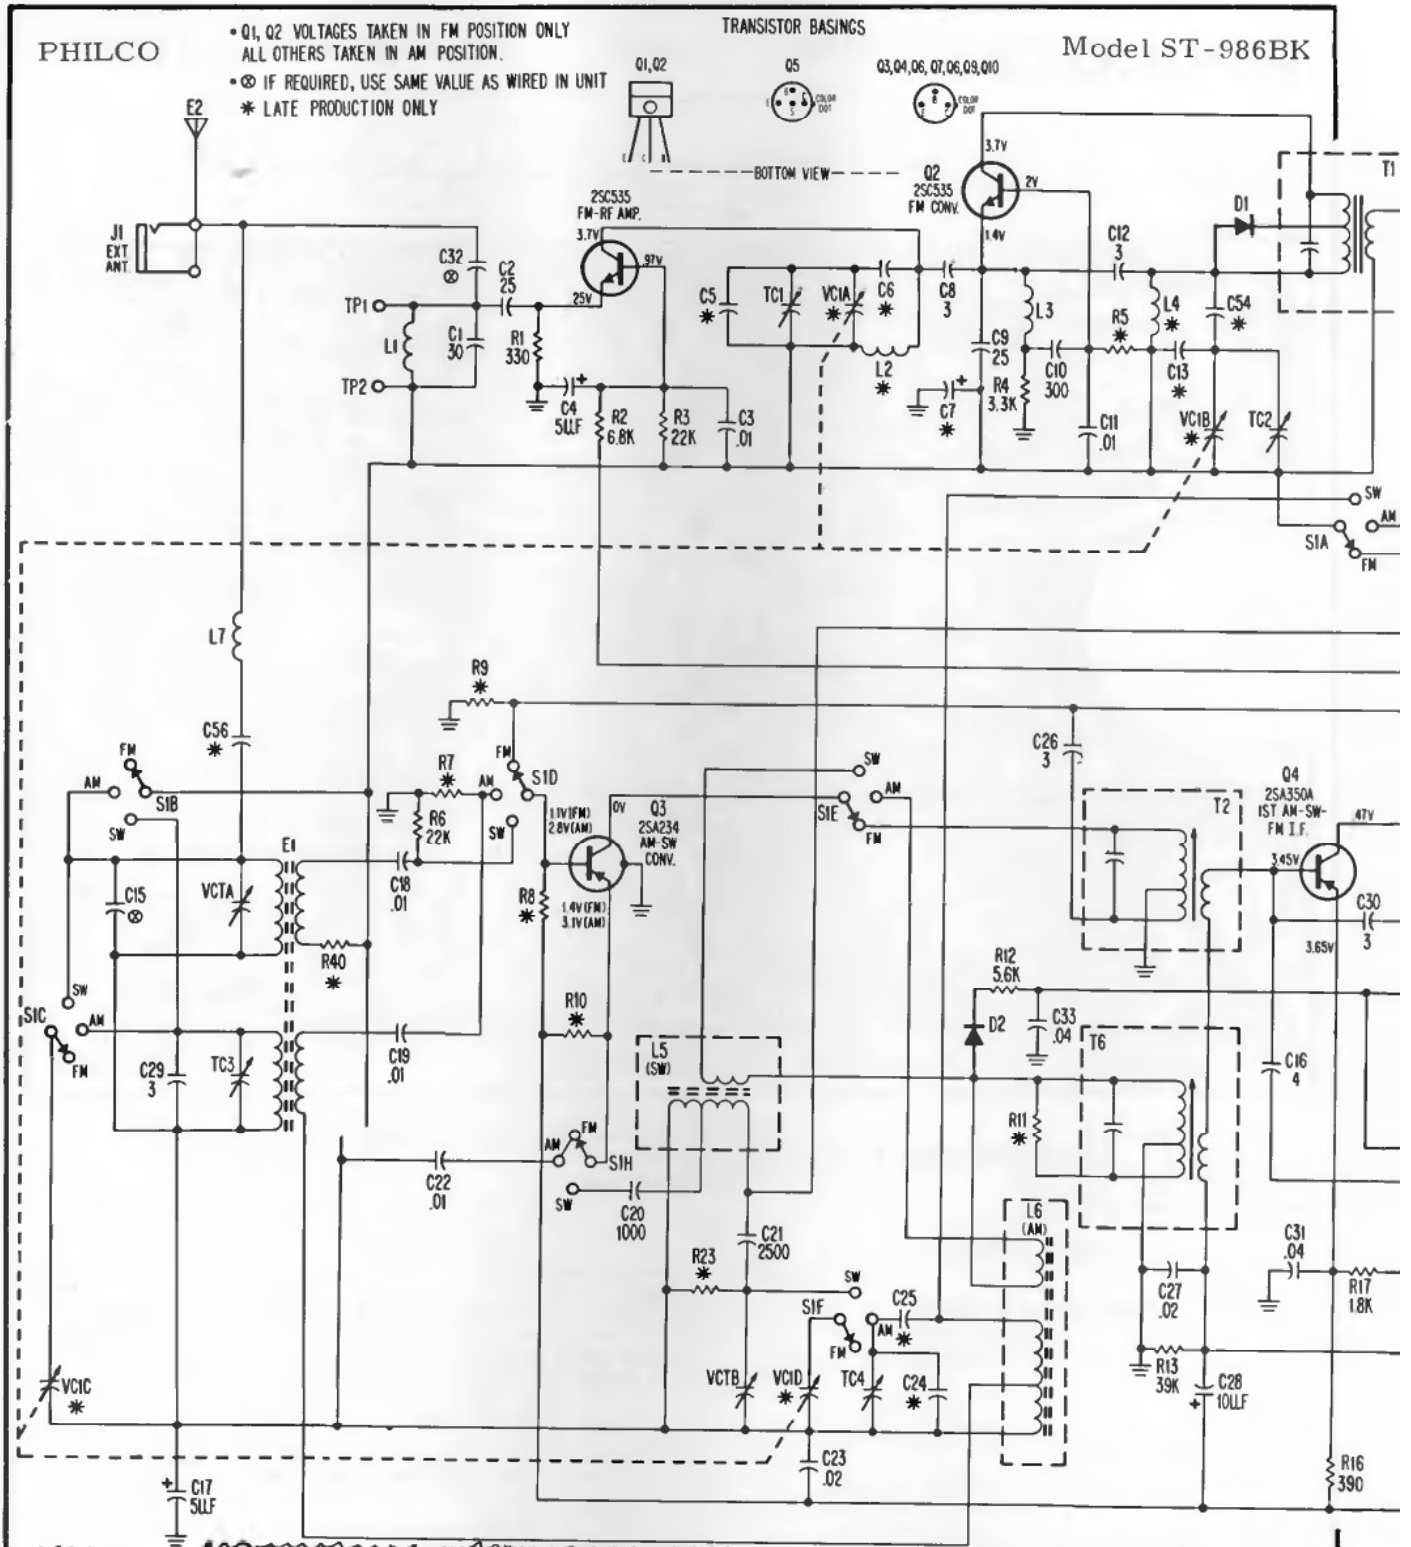 PHILCO
• Q1, Q2 VOLTAGES TAKEN IN FM POSITION ONLY
ALL OTHERS TAKEN IN AM POSITION.
• ⊗ IF REQUIRED, USE SAME VALUE AS WIRED IN UNIT
✱ LATE PRODUCTION ONLY
TRANSISTOR BASINGS
Model ST-986BK
Q1, Q2
Q5
Q3,Q4,Q6,Q7,Q6,Q9,Q10
E C B
B
E C
S
COLOR
DOT
B
E C
COLOR
DOT
BOTTOM VIEW
E2
J1
EXT
ANT.
TP1
TP2
L1
C32
⊗
C2
25
C1
30
R1
330
C4
5UF
2SC535
FM-RF AMP.
3.7V
.97V
.25V
R2
6.8K
R3
22K
C3
.01
C5
✱
TC1
VC1A
✱
C6
✱
L2
✱
C8
3
Q2
2SC535
FM CONV.
3.7V
2V
1.4V
C9
25
C7
✱
L3
R4
3.3K
C10
300
C11
.01
C12
3
R5
✱
L4
✱
C13
✱
C54
✱
VC1B
✱
TC2
D1
T1
SW
AM
S1A
FM
L7
C56
✱
FM
AM
S1B
SW
C15
⊗
VCTA
E1
R40
✱
R9
✱
R7
✱
R6
22K
C18
.01
FM
AM
S1D
SW
1.1V(FM)
2.8V(AM)
0V
Q3
2SA234
AM-SW
CONV.
R8
✱
1.4V(FM)
3.1V(AM)
SW
AM
S1E
FM
C26
3
T2
Q4
2SA350A
1ST AM-SW-
FM I.F.
.47V
3.45V
3.65V
C30
3
SW
S1C
AM
FM
C29
3
TC3
C19
.01
R10
✱
L5
(SW)
D2
R12
5.6K
C33
.04
T6
R11
✱
C16
4
C22
.01
AM
FM
S1H
SW
C20
1000
C21
2500
R23
✱
L6
(AM)
C31
.04
C27
.02
R17
1.8K
SW
S1F
AM
FM
C25
✱
VCTB
VC1D
✱
TC4
C24
✱
R13
39K
C28
10UF
VC1C
✱
C23
.02
C17
5UF
R16
390